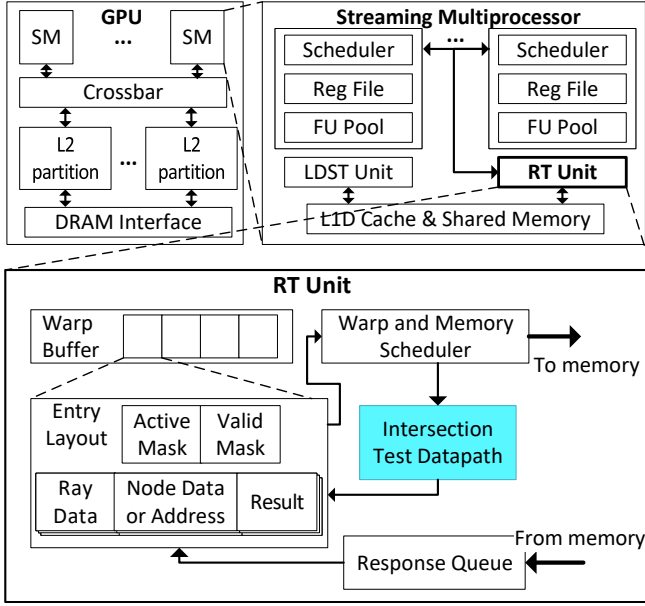 GPU
SM
...
SM
Crossbar
L2
partition
...
L2
partition
DRAM Interface
Streaming Multiprocessor
Scheduler
Reg File
FU Pool
...
Scheduler
Reg File
FU Pool
LDST Unit
RT Unit
L1D Cache & Shared Memory
RT Unit
Warp
Buffer
Warp and Memory
Scheduler
To memory
Entry
Layout
Active
Mask
Valid
Mask
Intersection
Test Datapath
Ray
Data
Node Data
or Address
Result
From memory
Response Queue